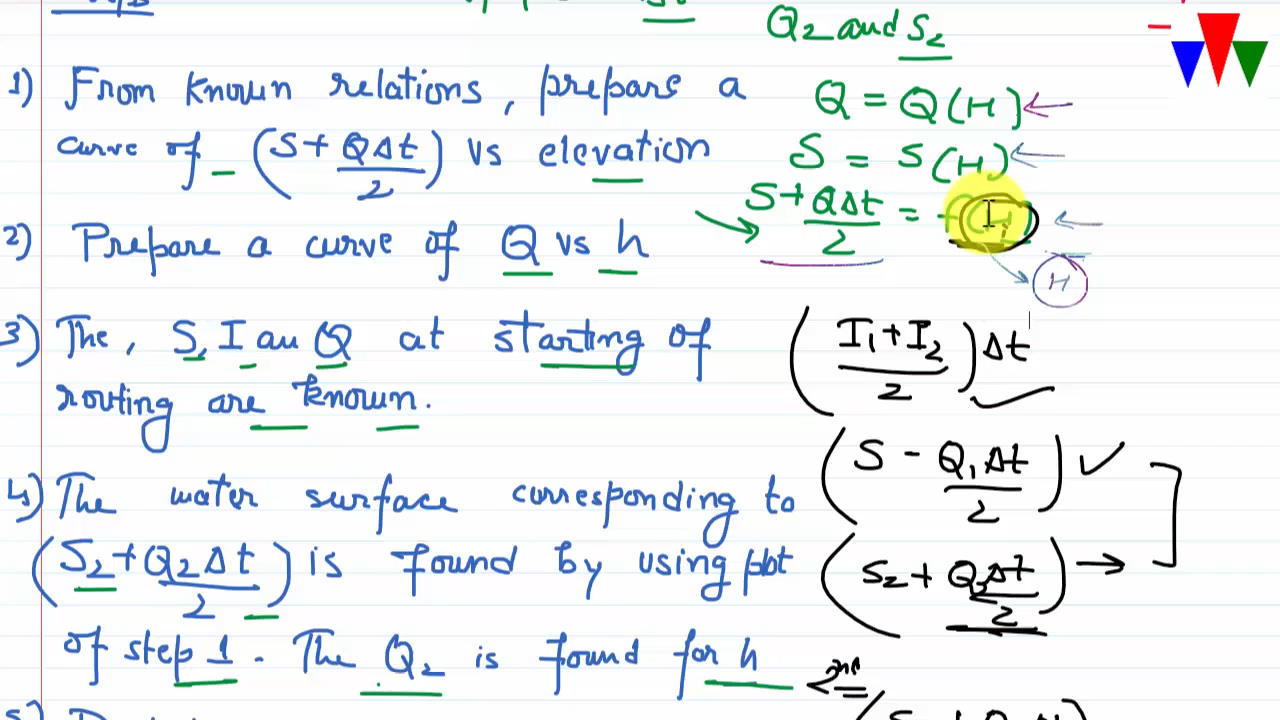 Q₂ and S₂
1) From known relations, prepare a
curve of (S + QΔt/2) vs elevation
Q = Q(H)
S = S(H)
S + QΔt/2 =
H
2) Prepare a curve of Q vs h
3) The, S, I au Q at starting of
routing are known.
((I₁ + I₂)/2) Δt
(S - Q₁Δt/2)
4) The water surface corresponding to
(S₂ + Q₂Δt/2) is found by using plot
of step 1. The Q₂ is found for h
(S₂ + Q₂Δt/2) →
2nd
5)